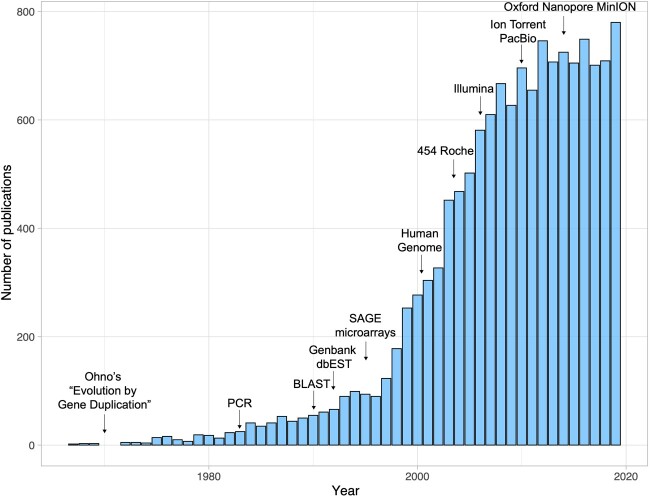 Oxford Nanopore MinION
Ion Torrent
PacBio
Illumina
454 Roche
Human
Genome
SAGE
microarrays
Genbank
dbEST
BLAST
PCR
Ohno's
“Evolution by
Gene Duplication”
800
600
400
200
0
Number of publications
1980
2000
2020
Year